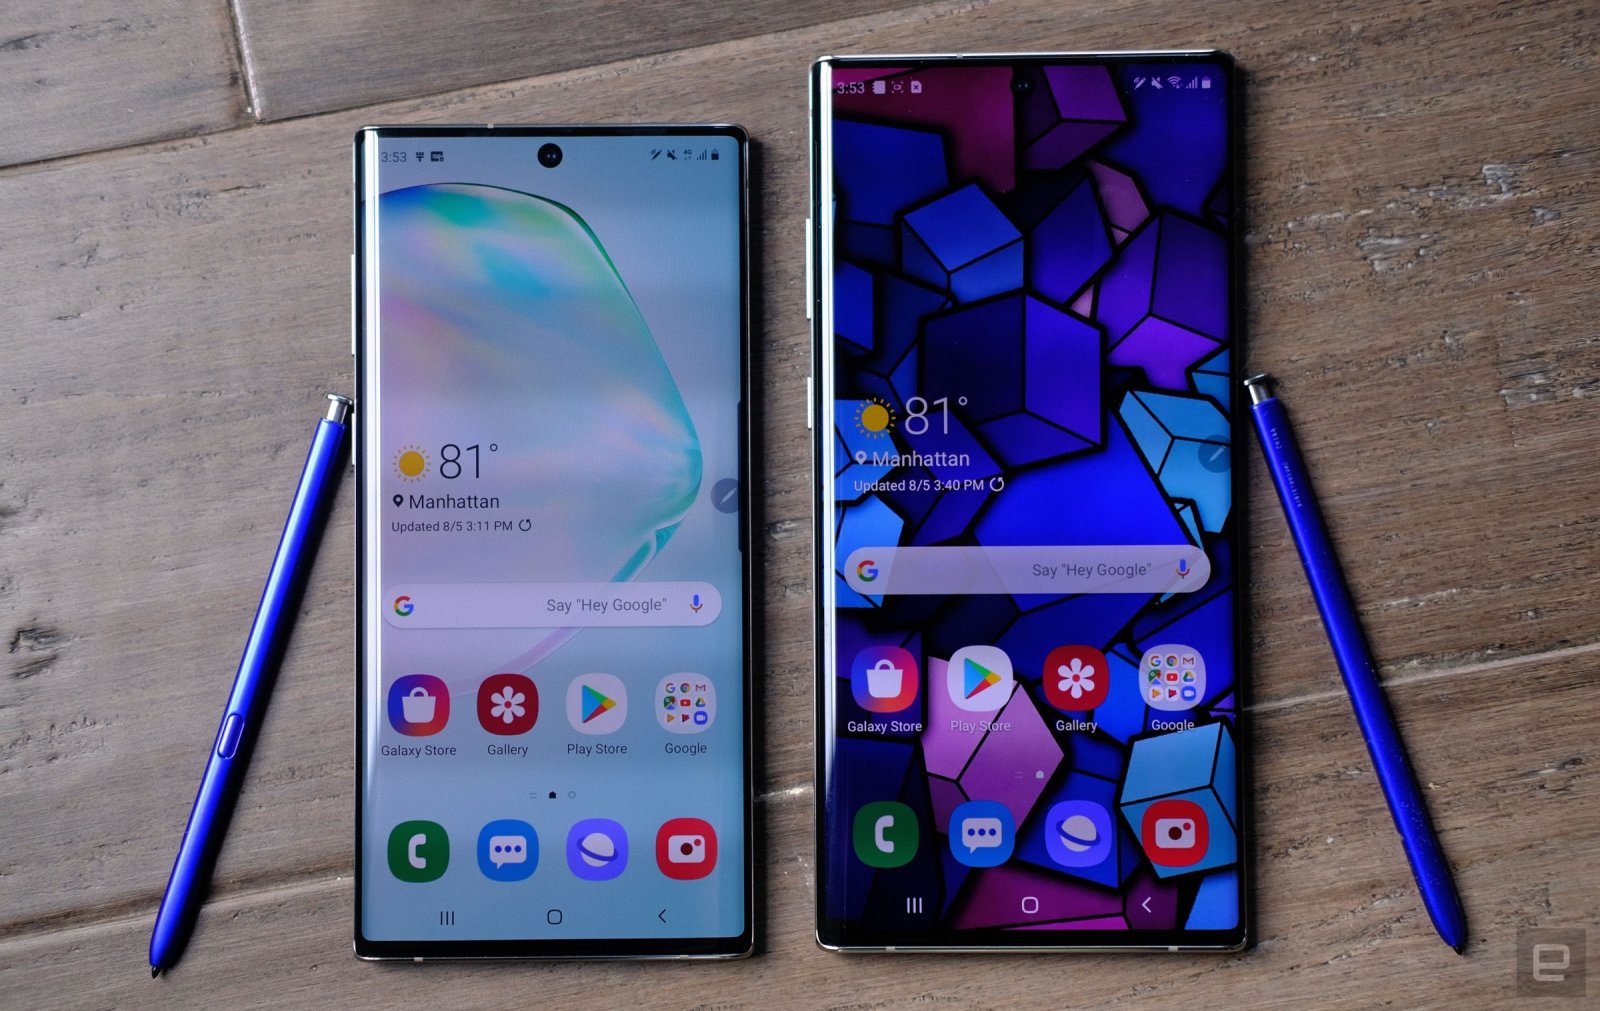 3:53
4G
81°
Manhattan
Updated 8/5 3:11 PM
G
Say "Hey Google"
Galaxy Store
Gallery
Play Store
Google
3:53
81°
Manhattan
Updated 8/5 3:40 PM
G
Say "Hey Google"
Galaxy Store
Play Store
Gallery
Google
CHINA
e